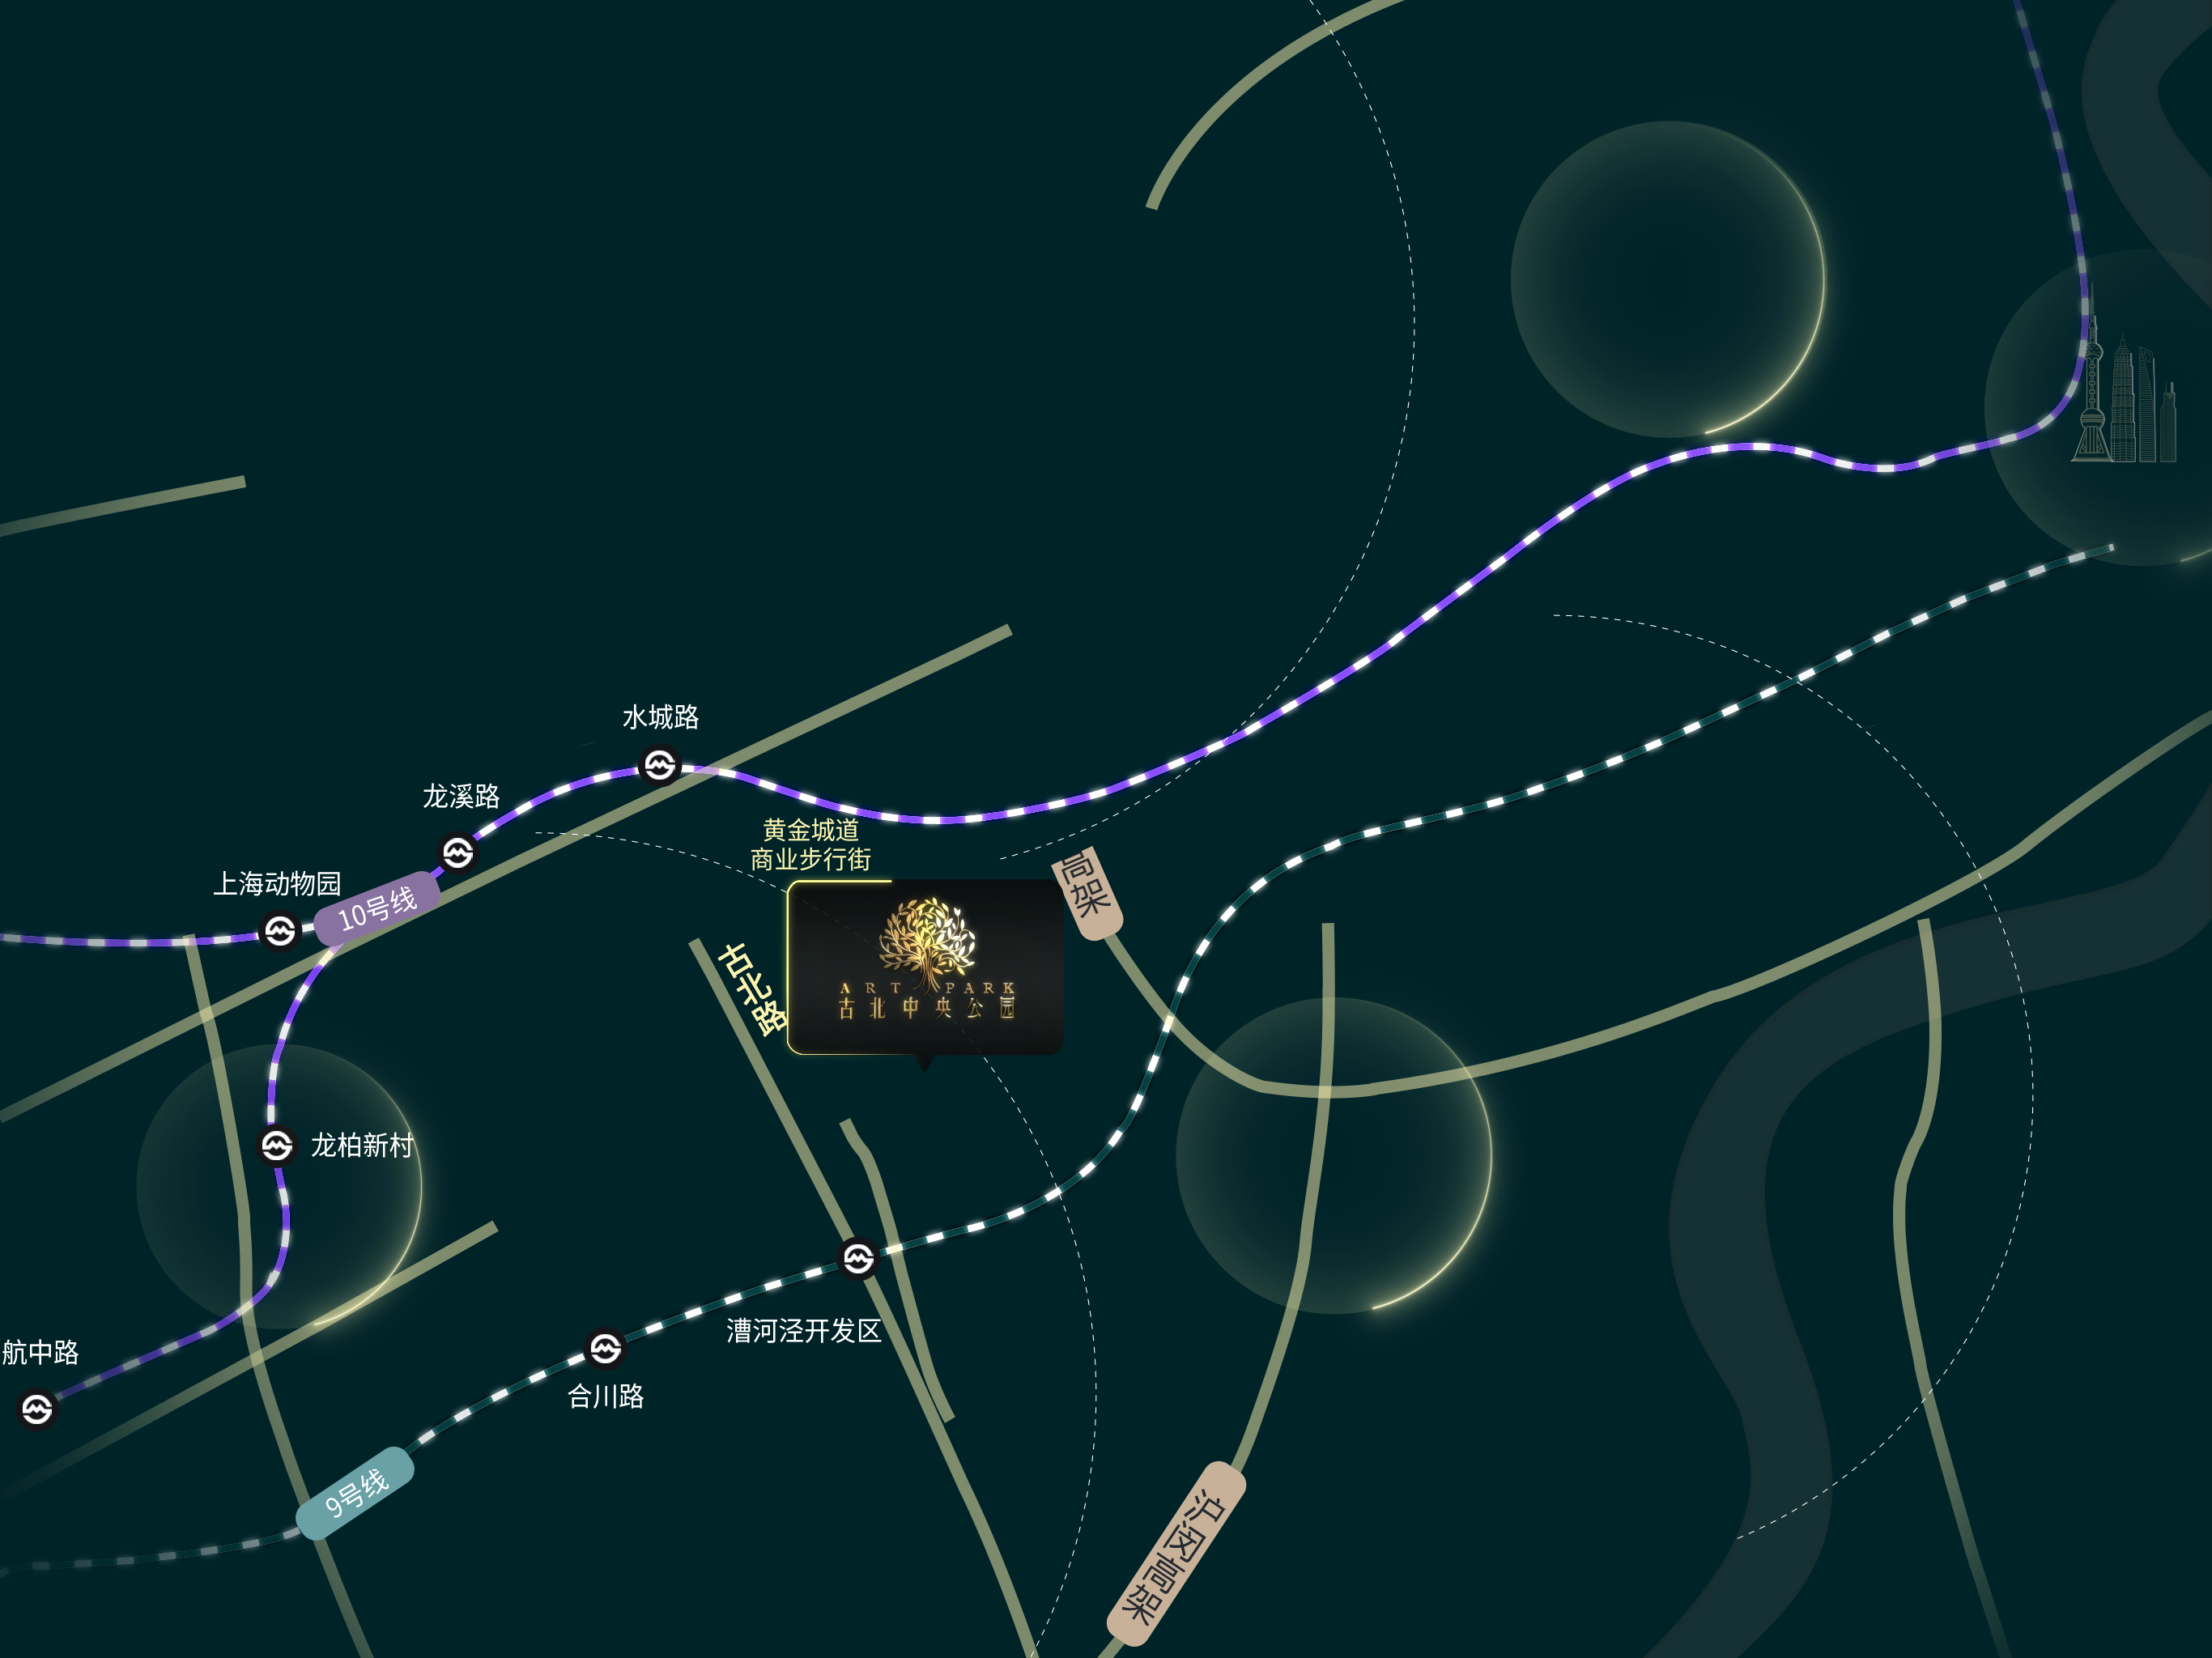 水城路
龙溪路
黄金城道
商业步行街
上海动物园
10号线
高架
古北路
ART PARK
古北中央公园
龙柏新村
漕河泾开发区
航中路
合川路
9号线
沪闵高架